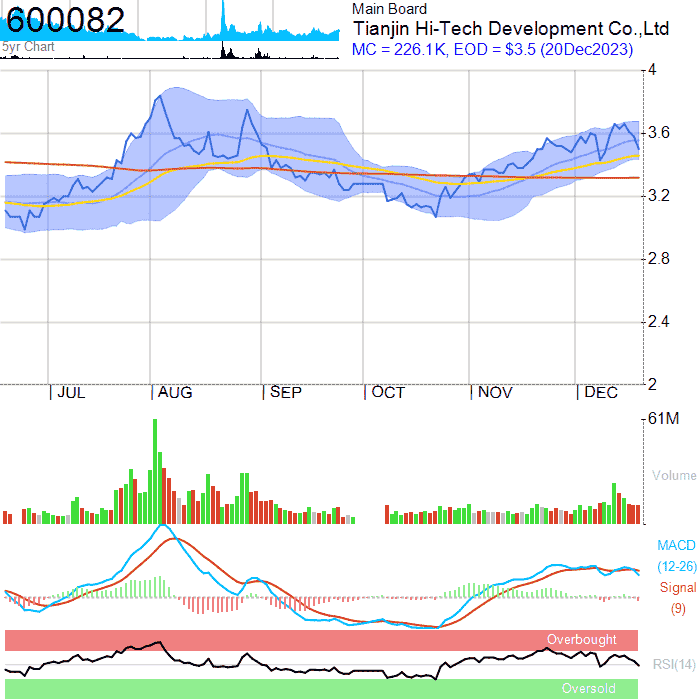 600082
5yr Chart
Main Board
Tianjin Hi-Tech Development Co.,Ltd
MC = 226.1K, EOD = $3.5 (20Dec2023)
4
3.6
3.2
2.8
2.4
2
JUL AUG SEP OCT NOV DEC
61M
Volume
MACD
(12-26)
Signal
(9)
Overbought
RSI(14)
Oversold